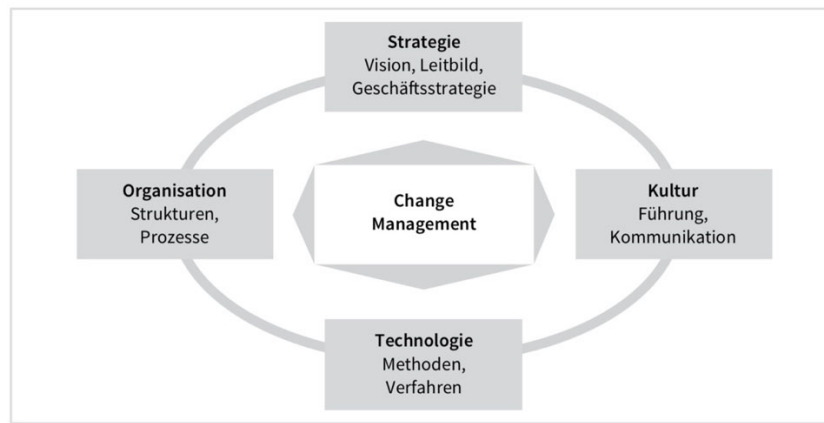 Strategie
Vision, Leitbild,
Geschäftsstrategie
Organisation
Strukturen,
Prozesse
Change
Management
Kultur
Führung,
Kommunikation
Technologie
Methoden,
Verfahren